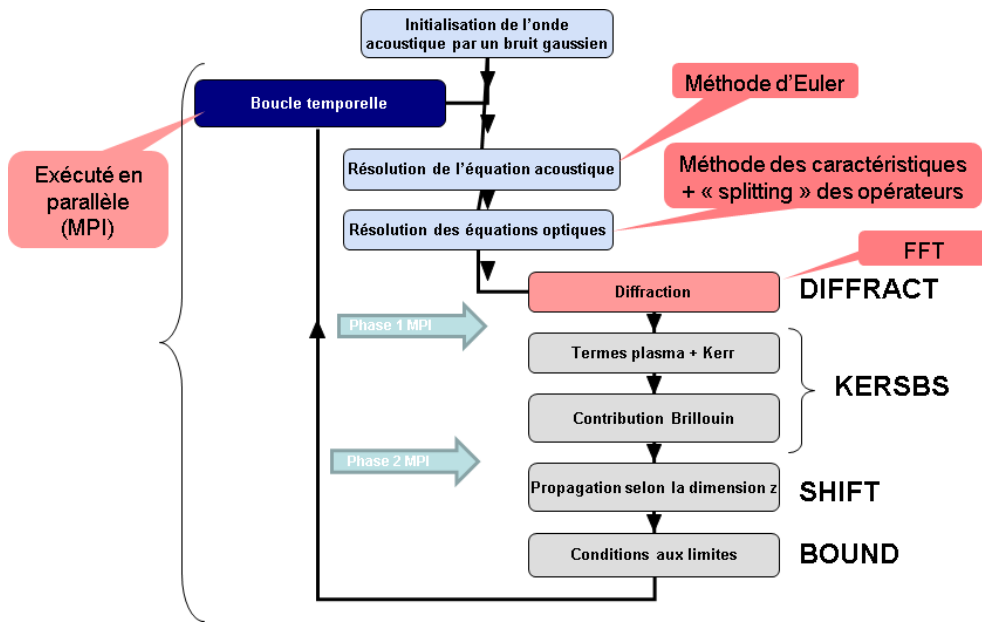 Initialisation de l'onde
acoustique par un bruit gaussien
Boucle temporelle
Méthode d'Euler
Exécuté en
parallèle
(MPI)
Résolution de l'équation acoustique
Méthode des caractéristiques
+ « splitting » des opérateurs
Résolution des équations optiques
FFT
Diffraction
DIFFRACT
Phase 1 MPI
Termes plasma + Kerr
KERSBS
Contribution Brillouin
Phase 2 MPI
Propagation selon la dimension z
SHIFT
Conditions aux limites
BOUND